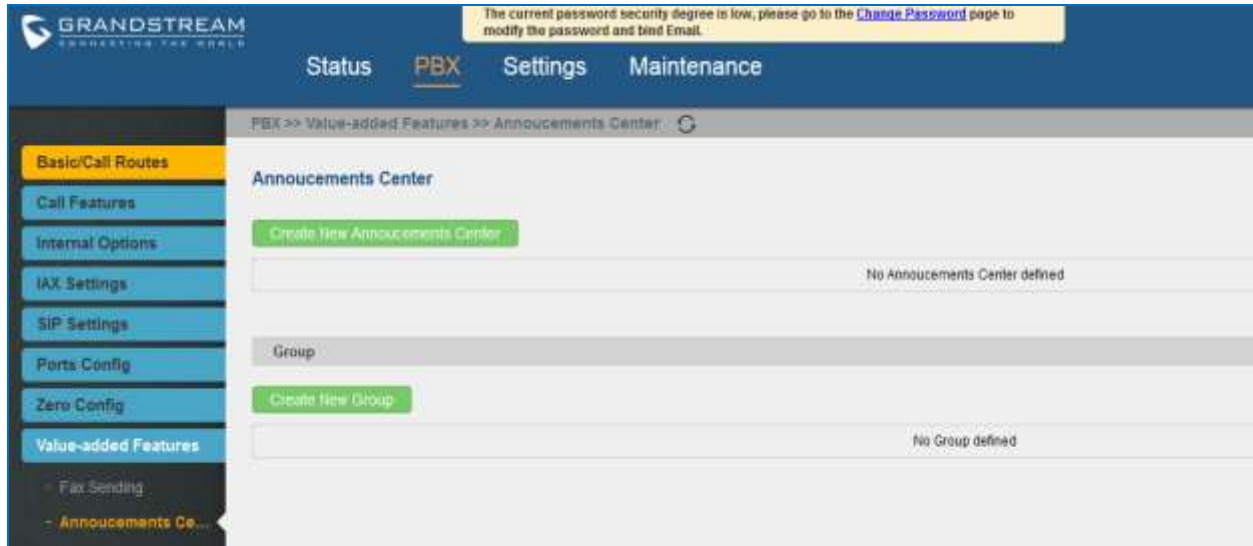 GRANDSTREAM
CONNECTING THE WORLD
The current password security degree is low, please go to the Change Password page to
modify the password and bind Email.
Status PBX Settings Maintenance
PBX >> Value-added Features >> Annoucements Center
Basic/Call Routes
Call Features
Internal Options
IAX Settings
SIP Settings
Ports Config
Zero Config
Value-added Features
- Fax Sending
- Annoucements Ce...
Annoucements Center
Create New Annoucements Center
No Annoucements Center defined
Group
Create New Group
No Group defined